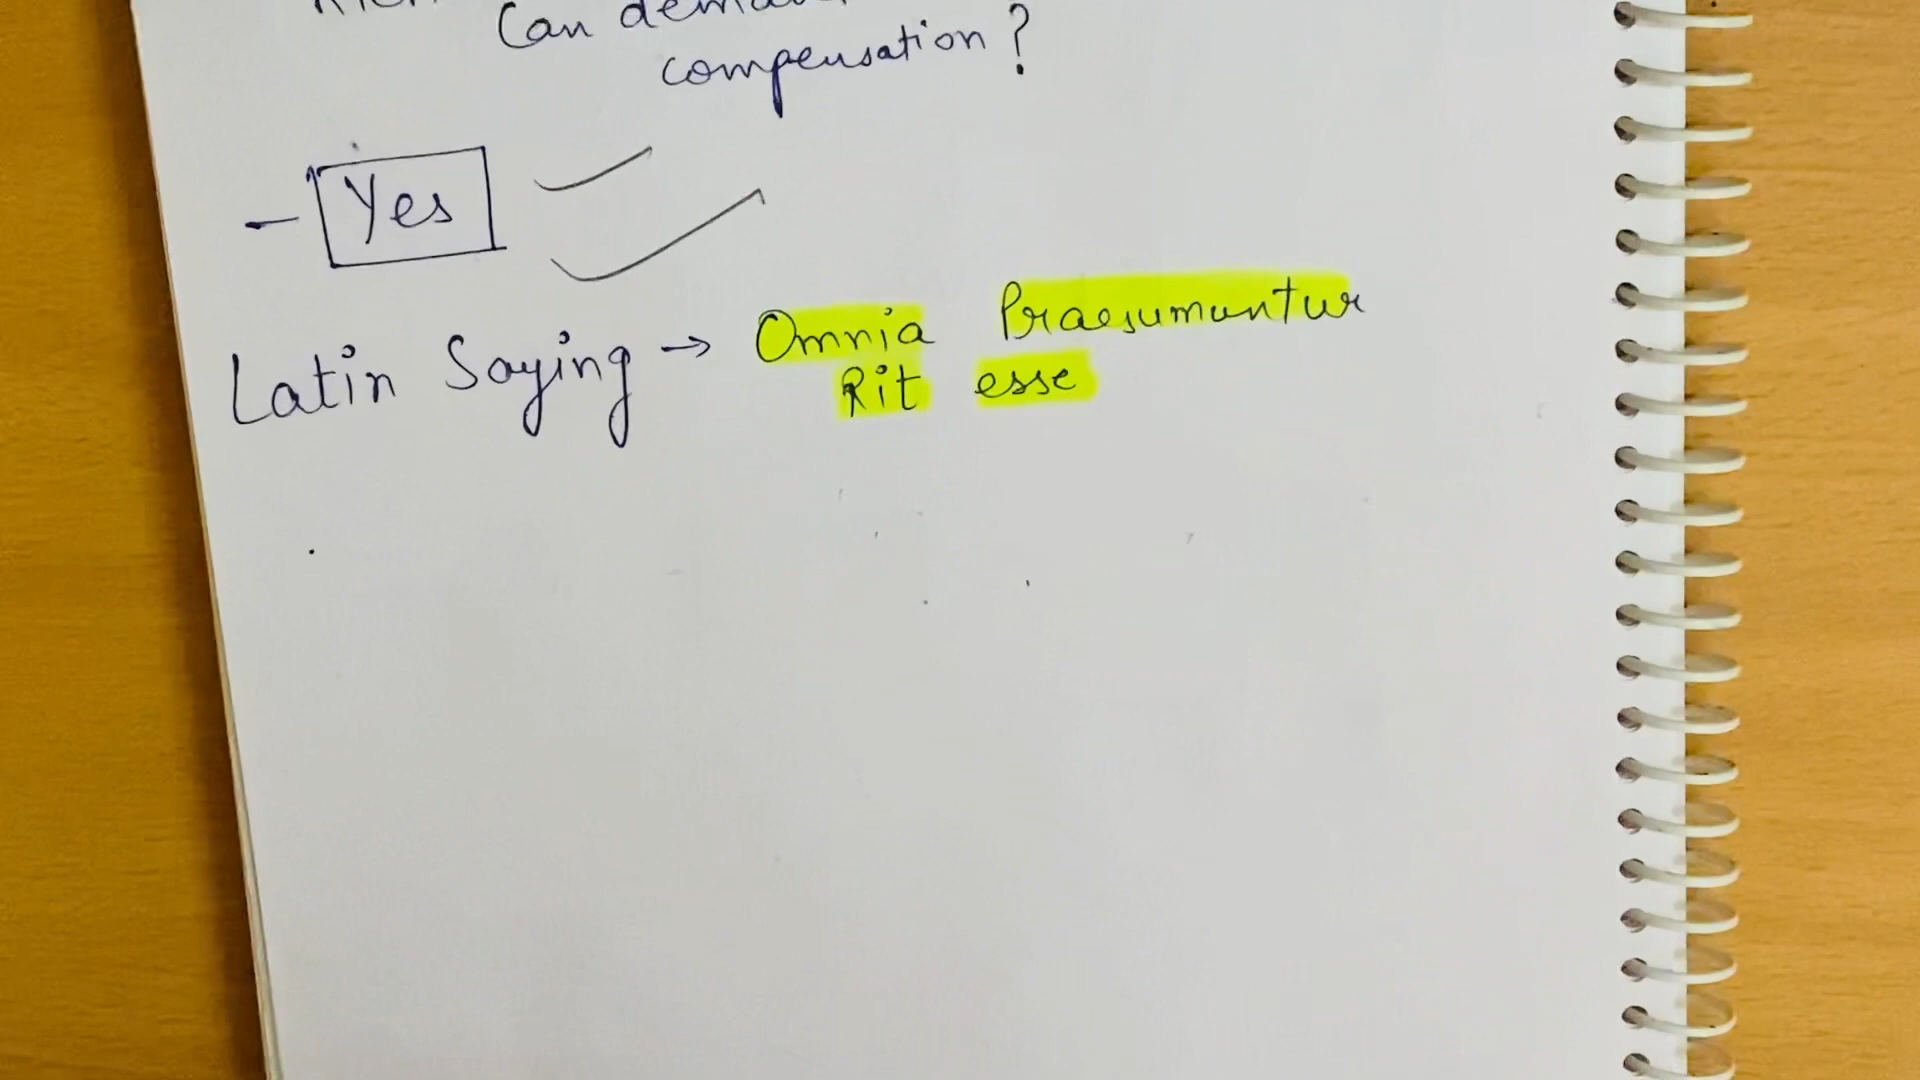 Can
compensation?
- Yes
Latin Saying → Omnia Praesumuntur
Rit esse